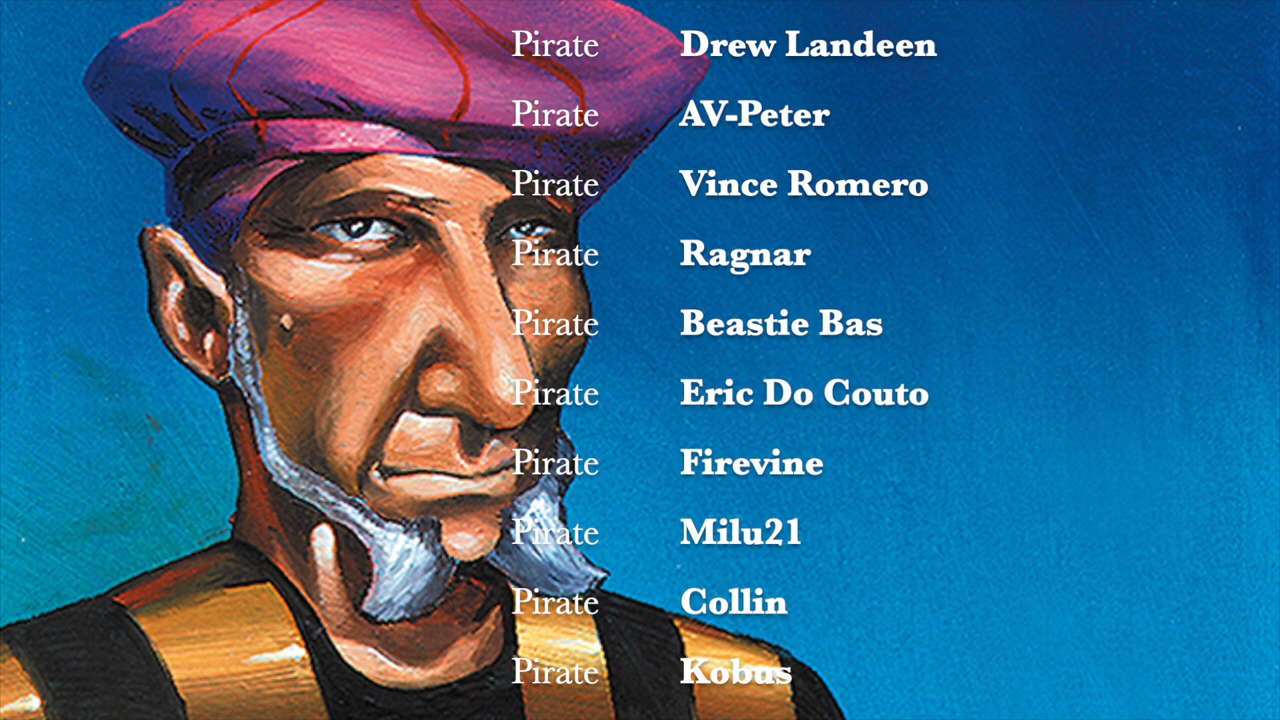 Pirate Drew Landeen
Pirate AV-Peter
Pirate Vince Romero
Pirate Ragnar
Pirate Beastie Bas
Pirate Eric Do Couto
Pirate Firevine
Pirate Milu21
Pirate Collin
Pirate Kobus